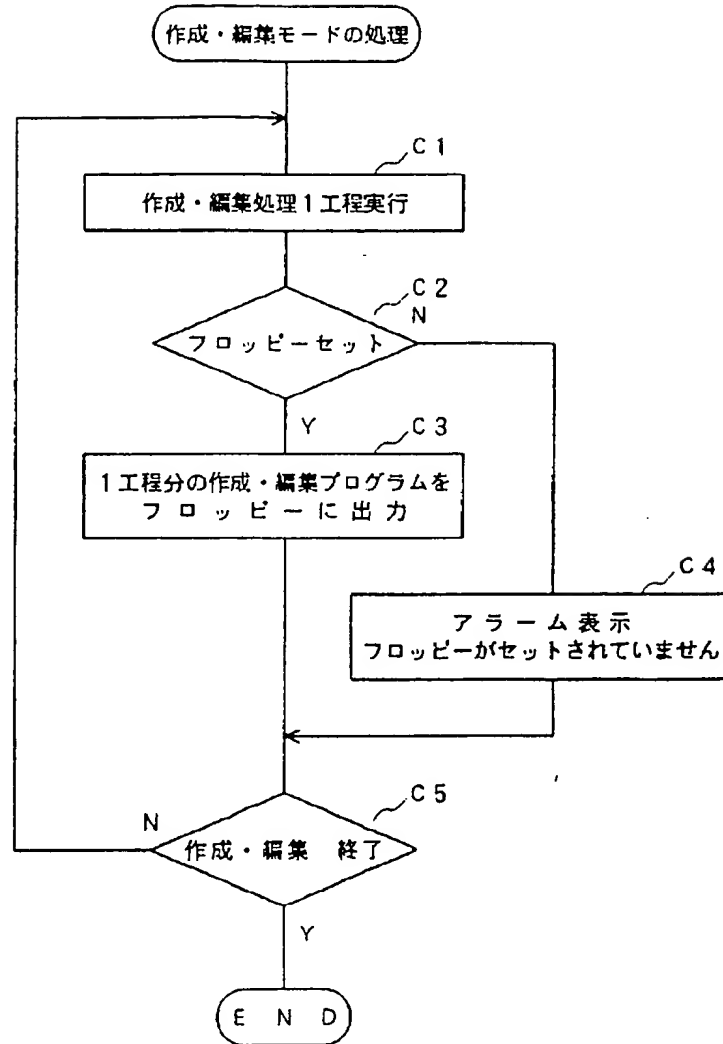 作成・編集モードの処理
C1
作成・編集処理1工程実行
C2
N
フロッピーセット
Y
C3
1工程分の作成・編集プログラムを
フロッピーに出力
C4
アラーム表示
フロッピーがセットされていません
C5
N
作成・編集 終了
Y
END